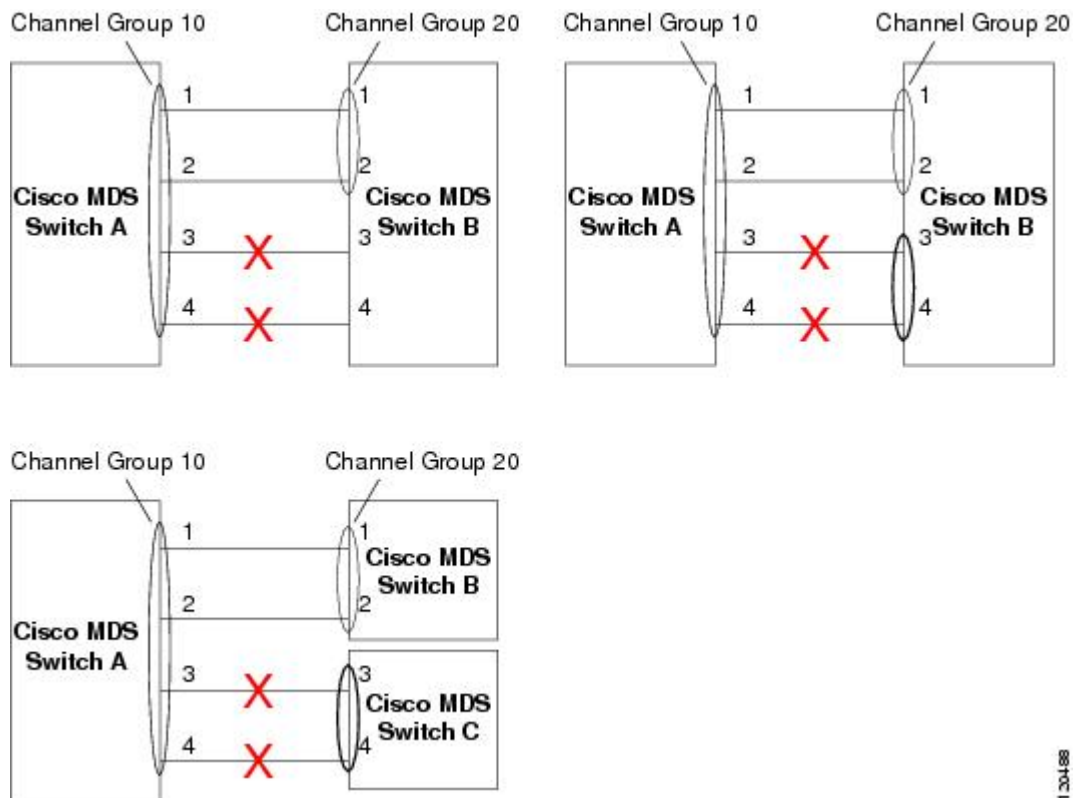 Channel Group 10
Channel Group 20
1
1
2
2
Cisco MDS
Switch A
Cisco MDS
Switch B
3
3
4
4
Channel Group 10
Channel Group 20
1
1
2
2
Cisco MDS
Switch A
Cisco MDS
Switch B
3
3
4
4
Channel Group 10
Channel Group 20
1
1
Cisco MDS
Switch B
2
2
Cisco MDS
Switch A
3
3
Cisco MDS
Switch C
4
4
120488